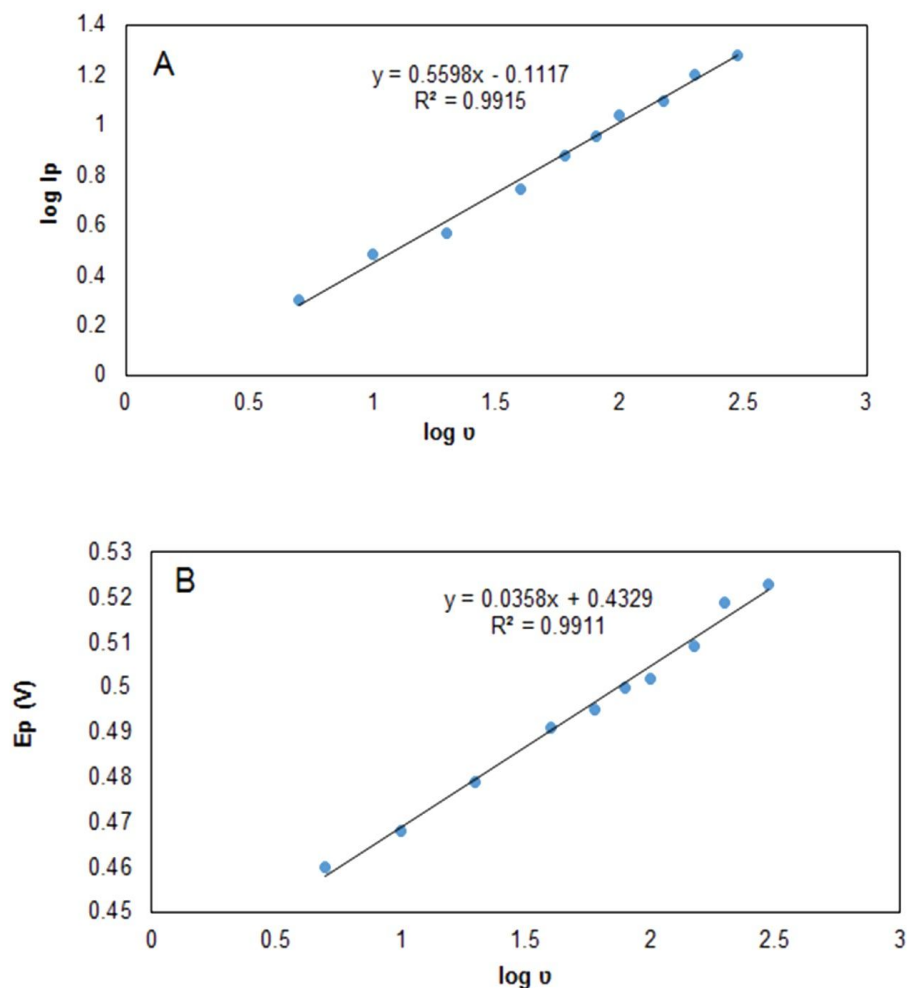 A
y = 0.5598x - 0.1117
R² = 0.9915
1.4
1.2
1
0.8
0.6
0.4
0.2
0
log Ip
0 0.5 1 1.5 2 2.5 3
log υ
B
y = 0.0358x + 0.4329
R² = 0.9911
0.53
0.52
0.51
0.5
0.49
0.48
0.47
0.46
0.45
Ep (V)
0 0.5 1 1.5 2 2.5 3
log υ